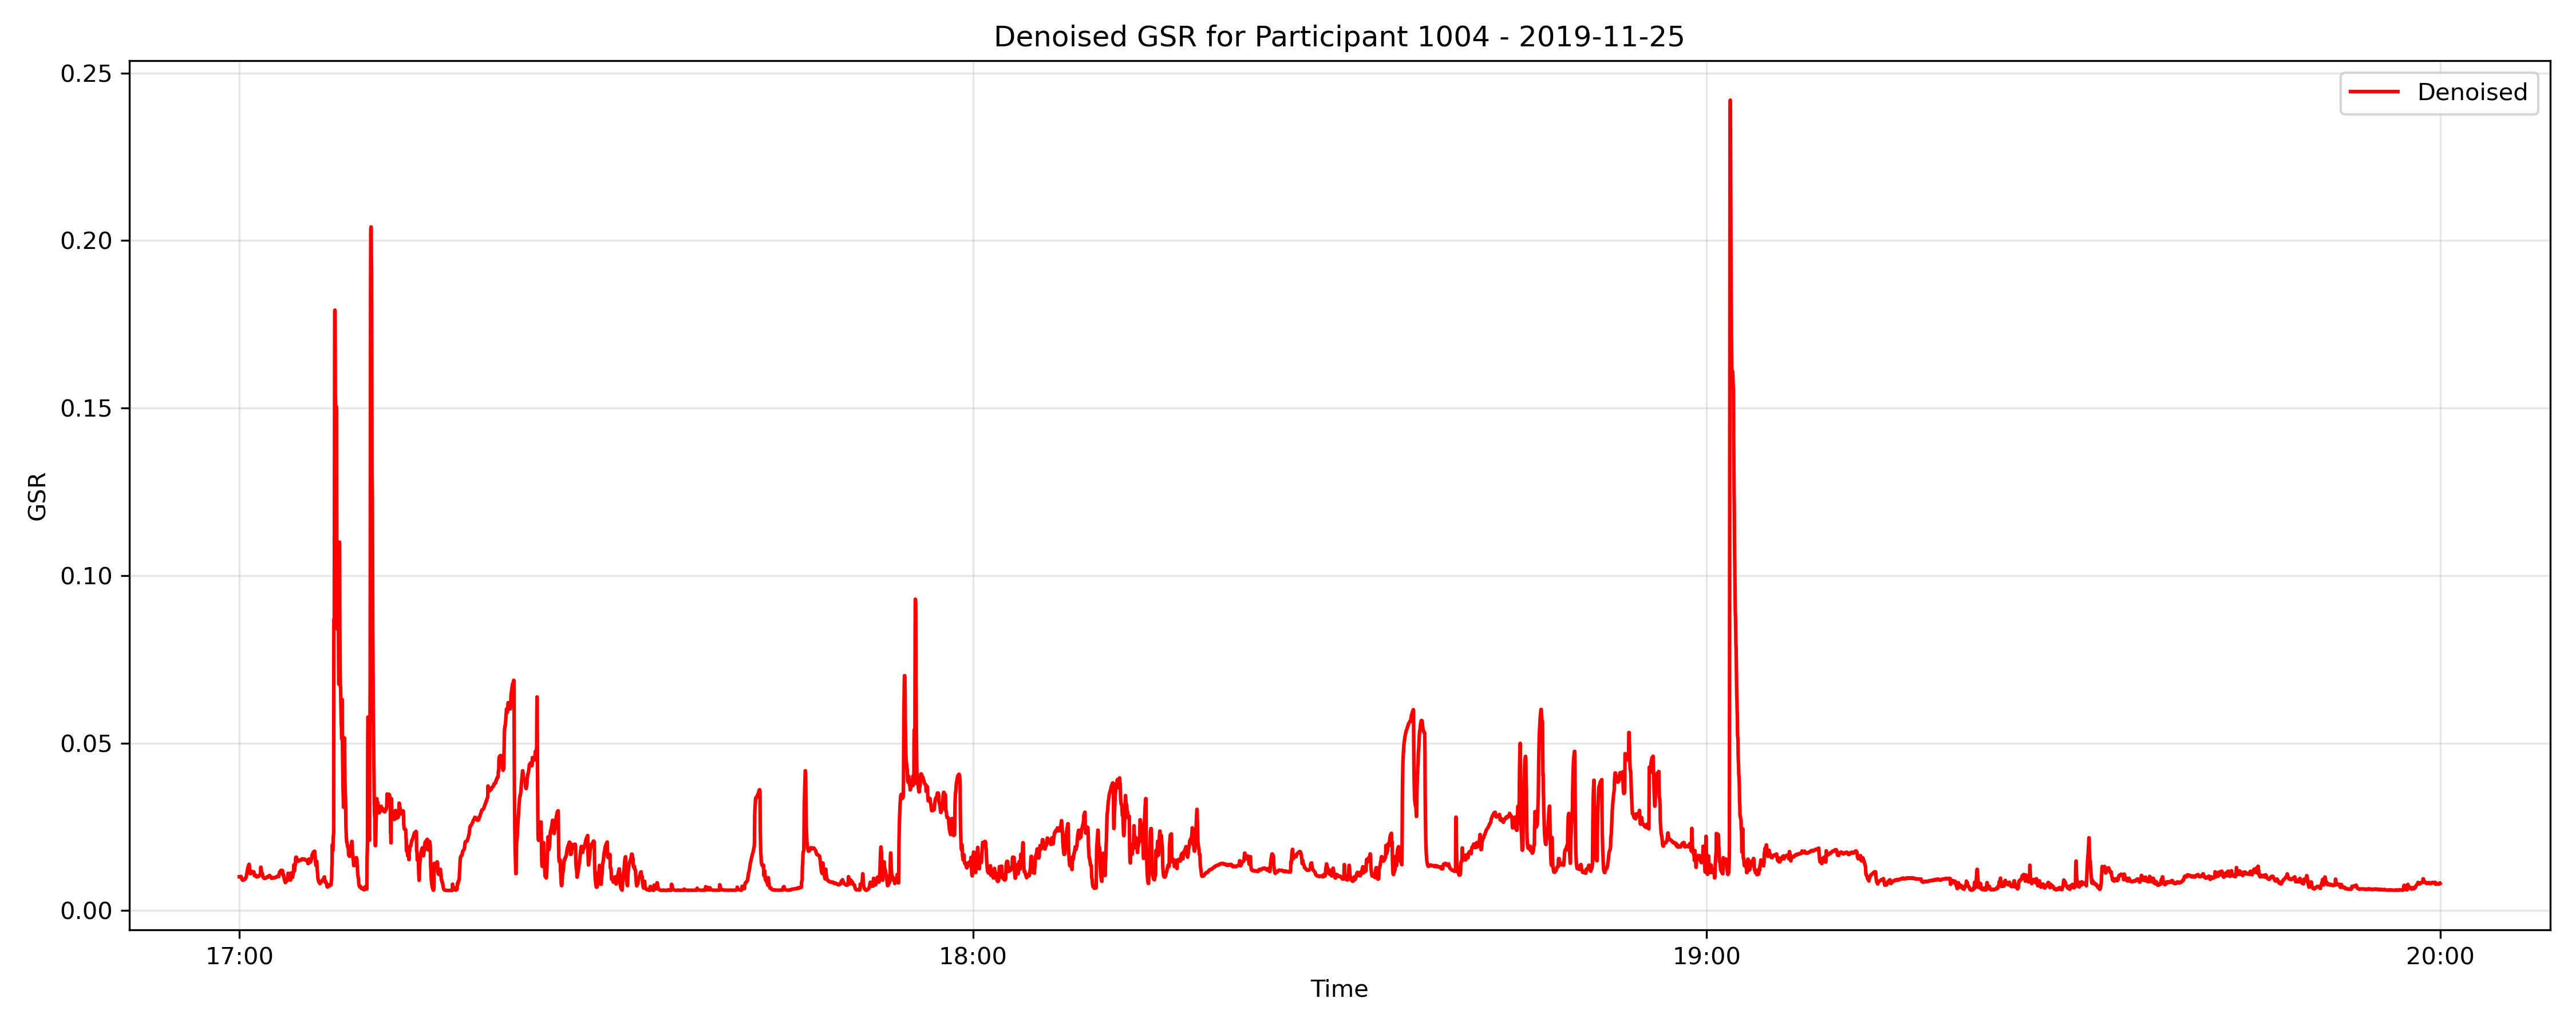 Denoised GSR for Participant 1004 - 2019-11-25
Denoised
0.25
0.20
0.15
0.10
0.05
0.00
GSR
17:00
18:00
19:00
20:00
Time